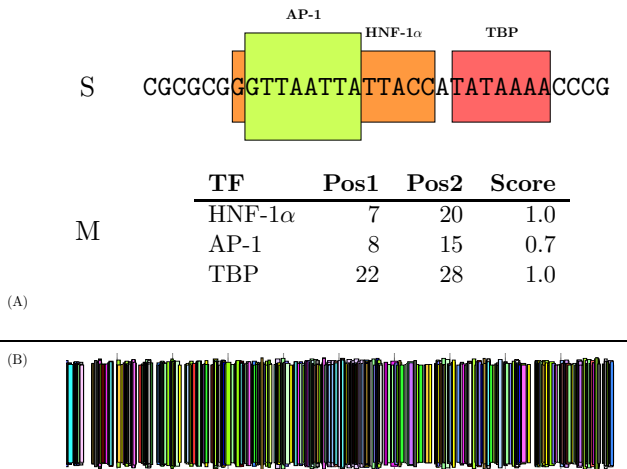 AP-1
HNF-1α TBP
S CGCGCGGGTTAATTATTACCATATAAAACCCG
TF Pos1 Pos2 Score
HNF-1α 7 20 1.0
M
AP-1 8 15 0.7
TBP 22 28 1.0
(A)
(B)